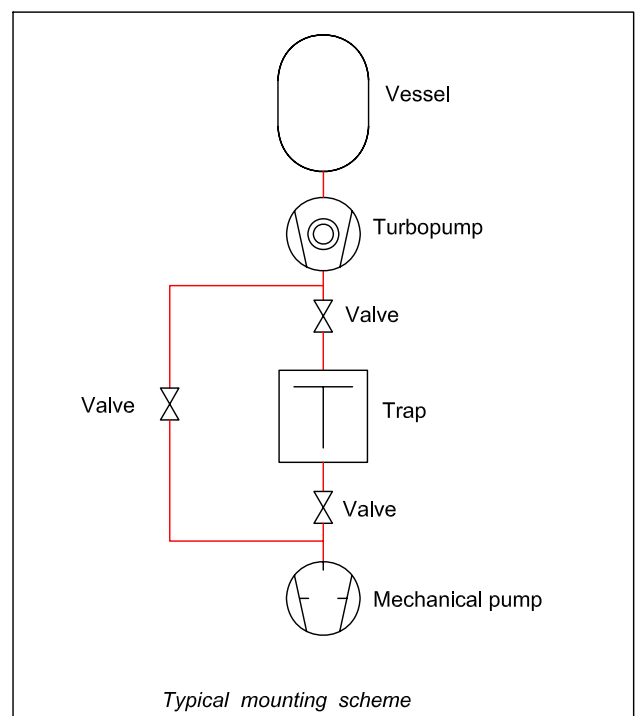 Vessel
Turbopump
Valve
Valve
Trap
Valve
Mechanical pump
Typical mounting scheme